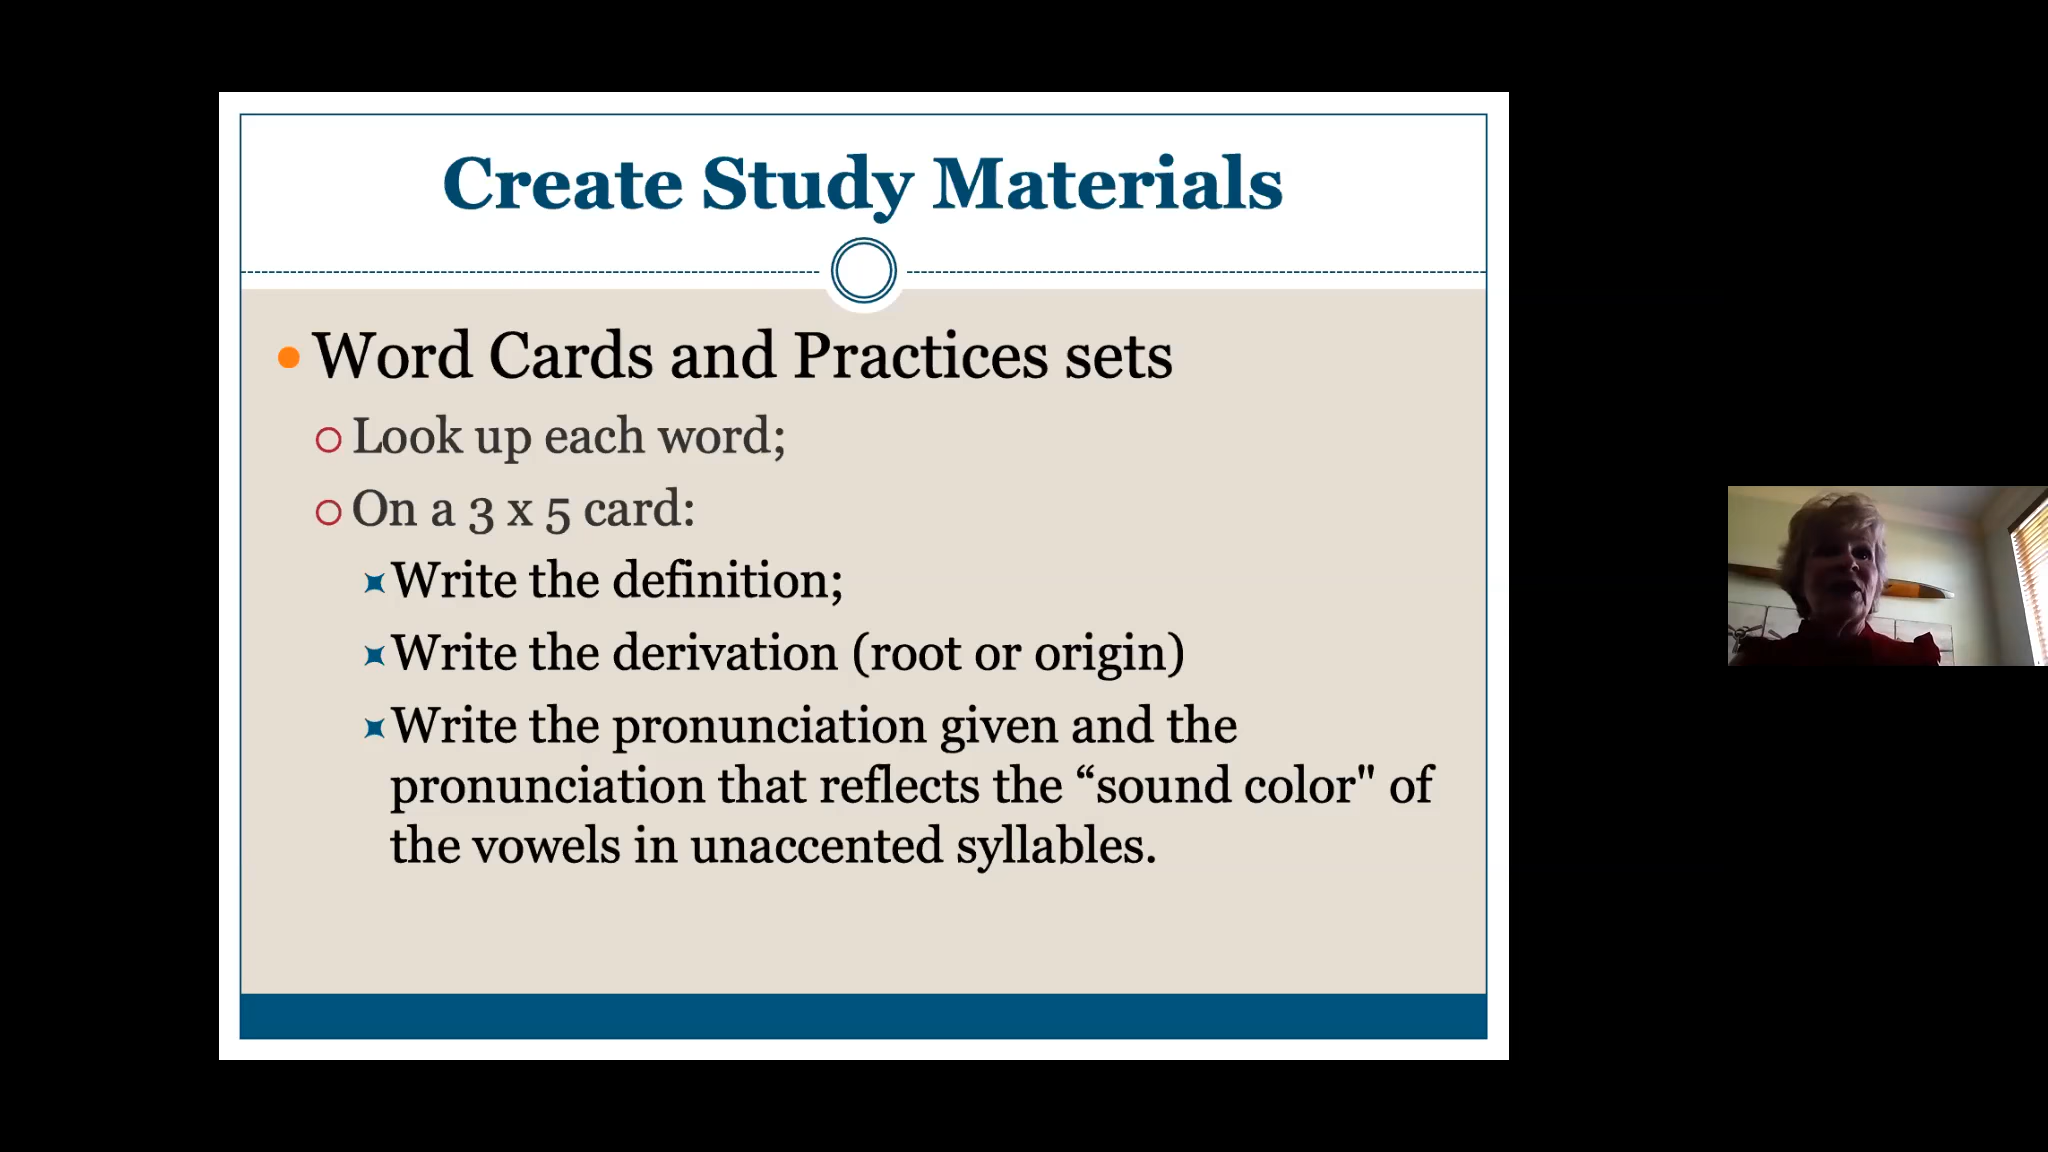 Create Study Materials
Word Cards and Practices sets
Look up each word;
On a 3 x 5 card:
Write the definition;
Write the derivation (root or origin)
Write the pronunciation given and the
pronunciation that reflects the “sound color" of
the vowels in unaccented syllables.